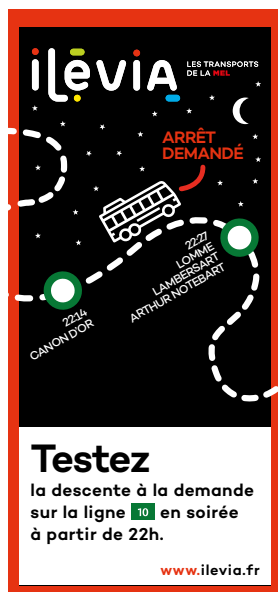 ilévia
LES TRANSPORTS
DE LA MEL
ARRÊT
DEMANDÉ
22:27
LOMME
LAMBERSART
ARTHUR NOTEBART
22:14
CANON D'OR
Testez
la descente à la demande
sur la ligne 10 en soirée
à partir de 22h.
www.ilevia.fr